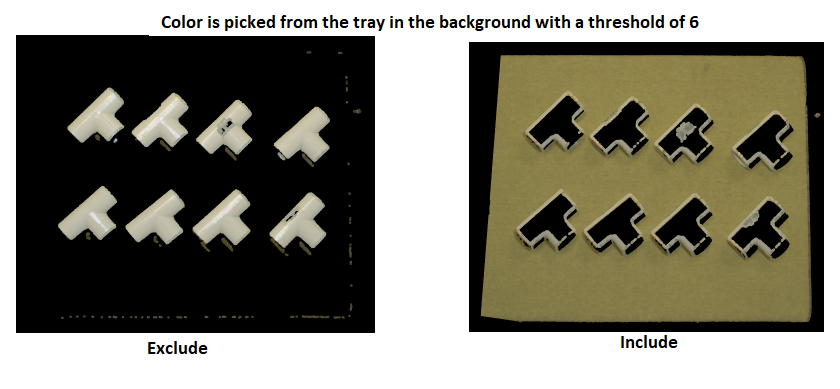 Color is picked from the tray in the background with a threshold of 6
Exclude
Include